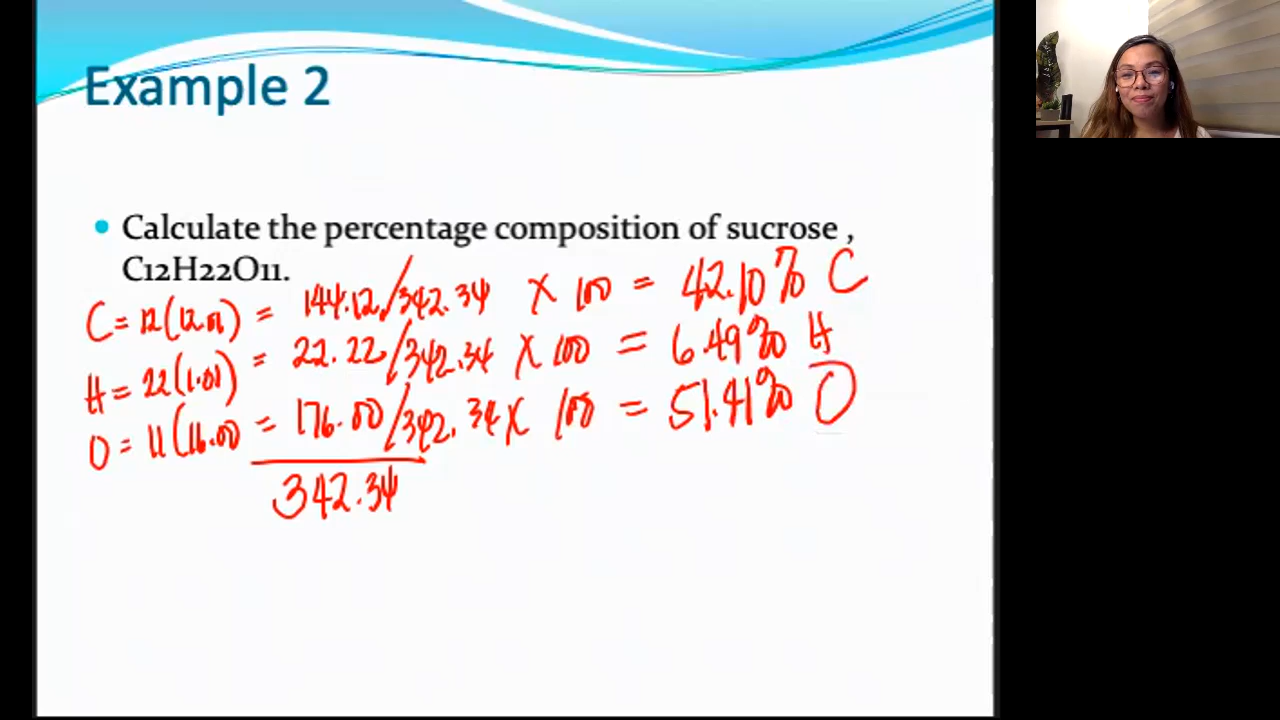 Example 2
• Calculate the percentage composition of sucrose ,
C12H22O11.
C = 12(12.01) = 144.12/342.34 x 100 = 42.10% C
H = 22(1.01) = 22.22/342.34 x 100 = 6.49% H
O = 11(16.00 = 176.00/342.34 x 100 = 51.41% O
342.34